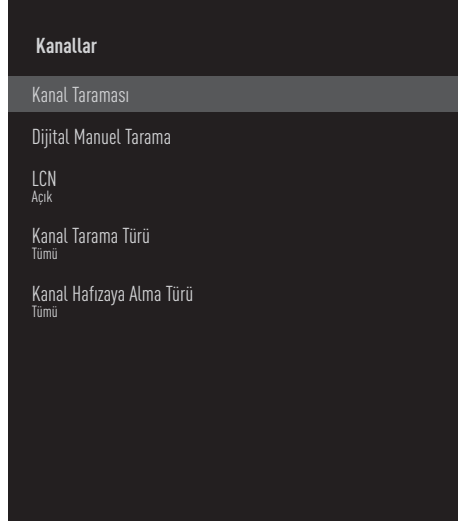 Kanallar
Kanal Taraması
Dijital Manuel Tarama
LCN
Açık
Kanal Tarama Türü
Tümü
Kanal Hafızaya Alma Türü
Tümü